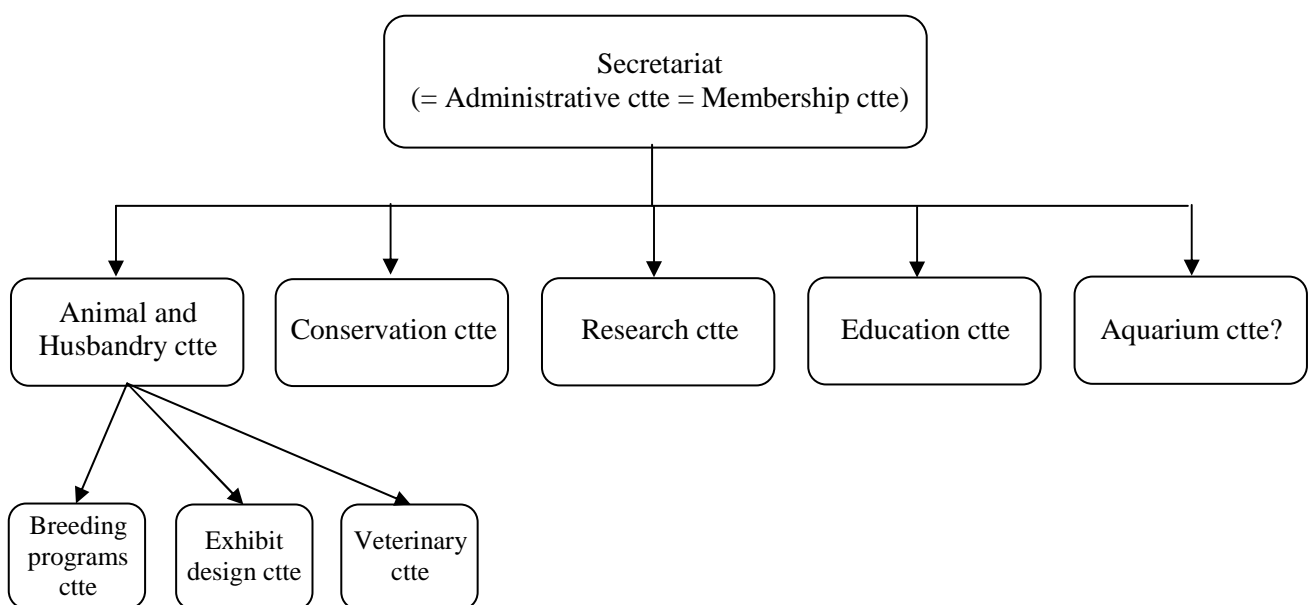 Secretariat
(= Administrative ctte = Membership ctte)
Animal and
Husbandry ctte
Conservation ctte
Research ctte
Education ctte
Aquarium ctte?
Breeding
programs
ctte
Exhibit
design ctte
Veterinary
ctte